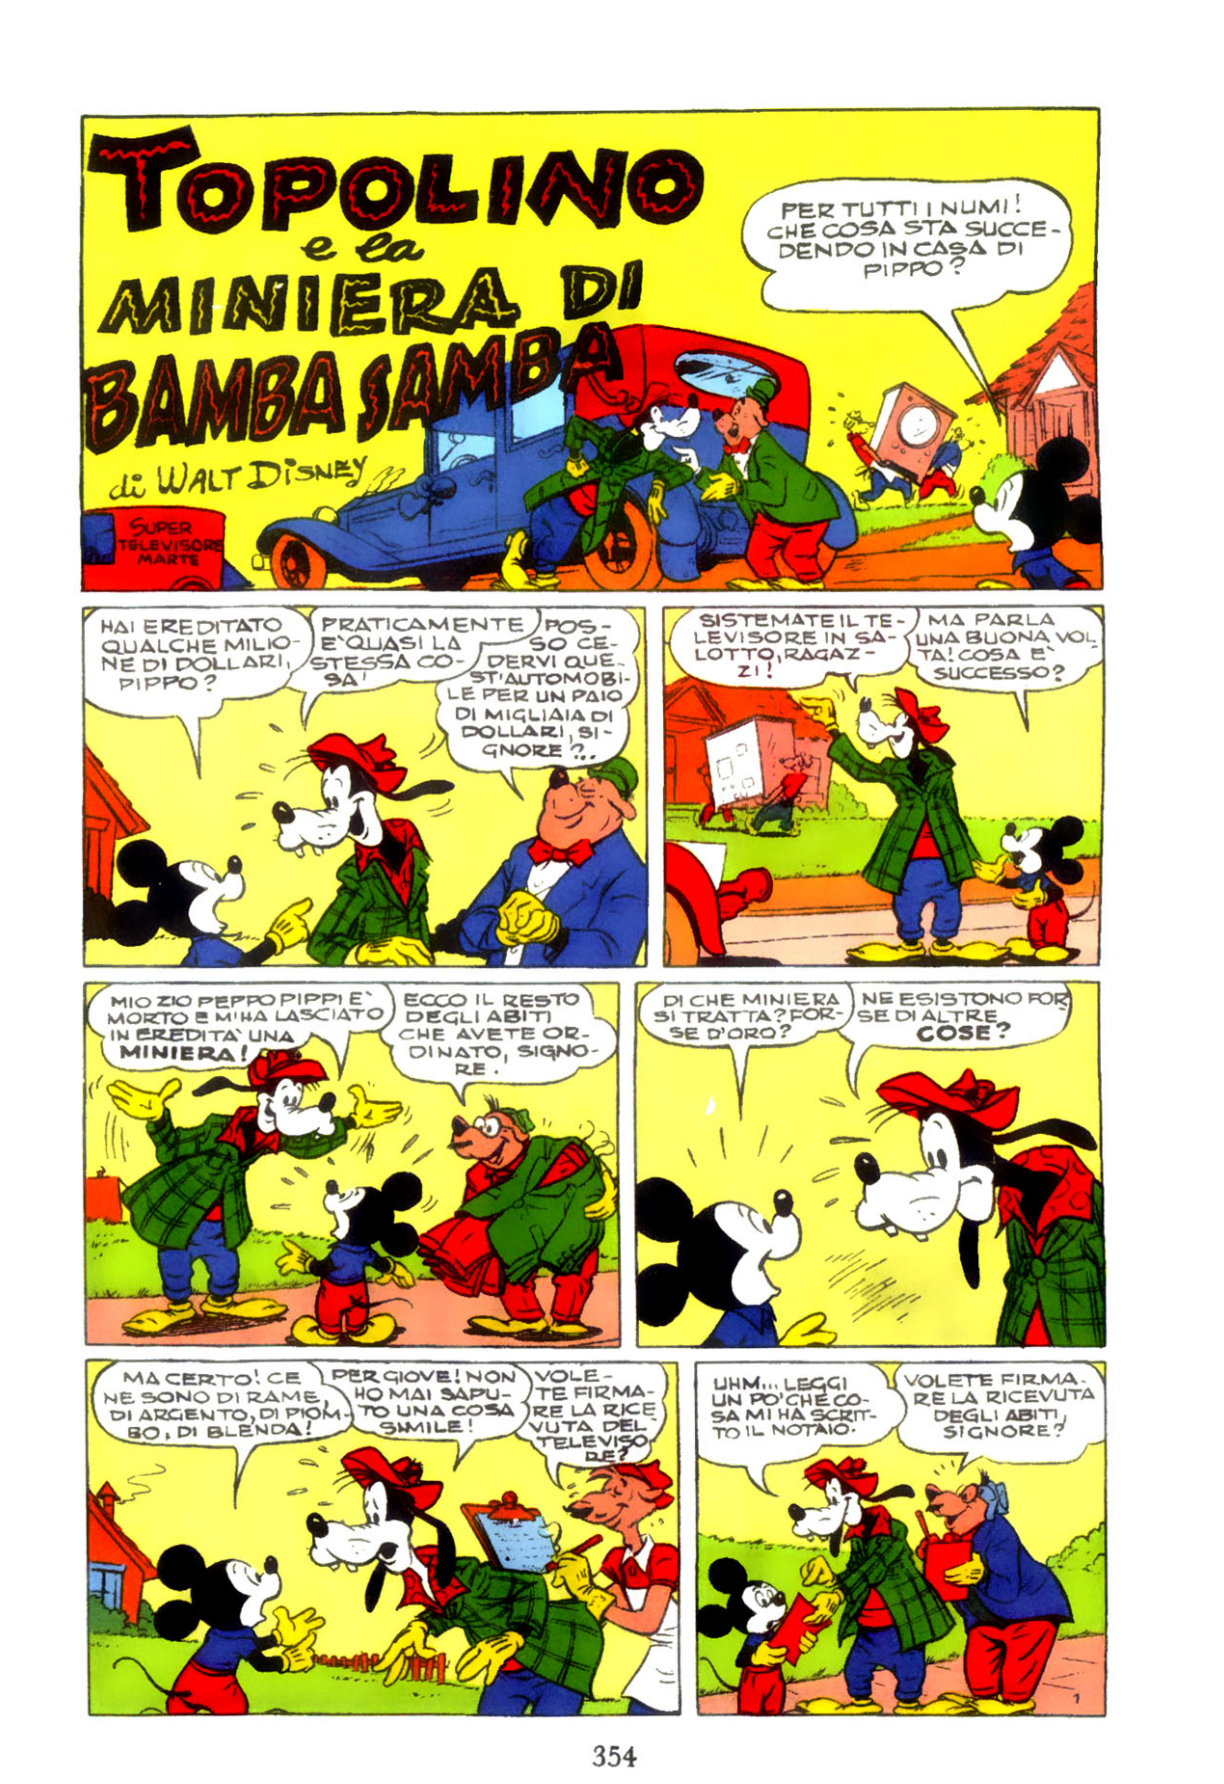 TOPOLINO
e la
MINIERA DI
BAMBA SAMBA
di WALT DISNEY
SUPER
TELEVISORE
MARTE
PER TUTTI I NUMI!
CHE COSA STA SUCCE-
DENDO IN CASA DI
PIPPO?
HAI EREDITATO
QUALCHE MILIO-
NE DI DOLLARI,
PIPPO?
PRATICAMENTE
E' QUASI LA
STESSA CO-
SA!
POS-
SO CE-
DERVI QUE-
ST'AUTOMOBI-
LE PER UN PAIO
DI MIGLIAIA DI
DOLLARI, SI-
GNORE?..
SISTEMATE IL TE-
LEVISORE IN SA-
LOTTO, RAGAZ-
ZI!
MA PARLA
UNA BUONA VOL
TA! COSA E'
SUCCESSO?
MIO ZIO PEPPO PIPPI E'
MORTO E M'HA LASCIATO
IN EREDITA' UNA
MINIERA!
ECCO IL RESTO
DEGLI ABITI
CHE AVETE OR-
DINATO, SIGNO-
RE.
DI CHE MINIERA
SI TRATTA? FOR-
SE D'ORO?
NE ESISTONO FOR
SE DI ALTRE
COSE?
MA CERTO! CE
NE SONO DI RAME,
DI ARGENTO, DI PIOM-
BO, DI BLENDA!
PER GIOVE! NON
HO MAI SAPU-
TO UNA COSA
SIMILE!
VOLE-
TE FIRMA-
RE LA RICE
VUTA DEL
TELEVISO
RE?
UHM... LEGGI
UN PO' CHE CO-
SA MI HA SCRIT-
TO IL NOTAIO.
VOLETE FIRMA-
RE LA RICEVUTA
DEGLI ABITI,
SIGNORE?
1
354